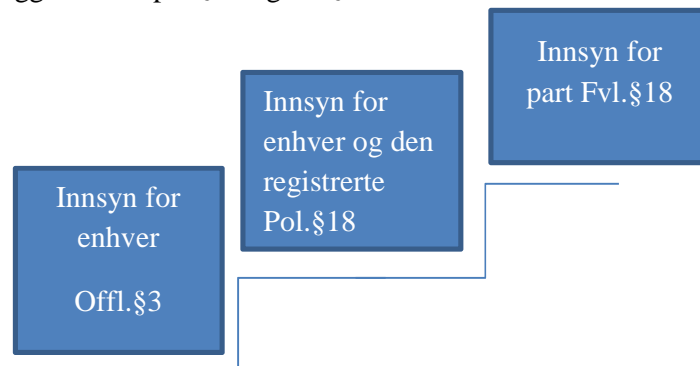 Innsyn for
enhver
Offl.§3
Innsyn for
enhver og den
registrerte
Pol.§18
Innsyn for
part Fvl.§18